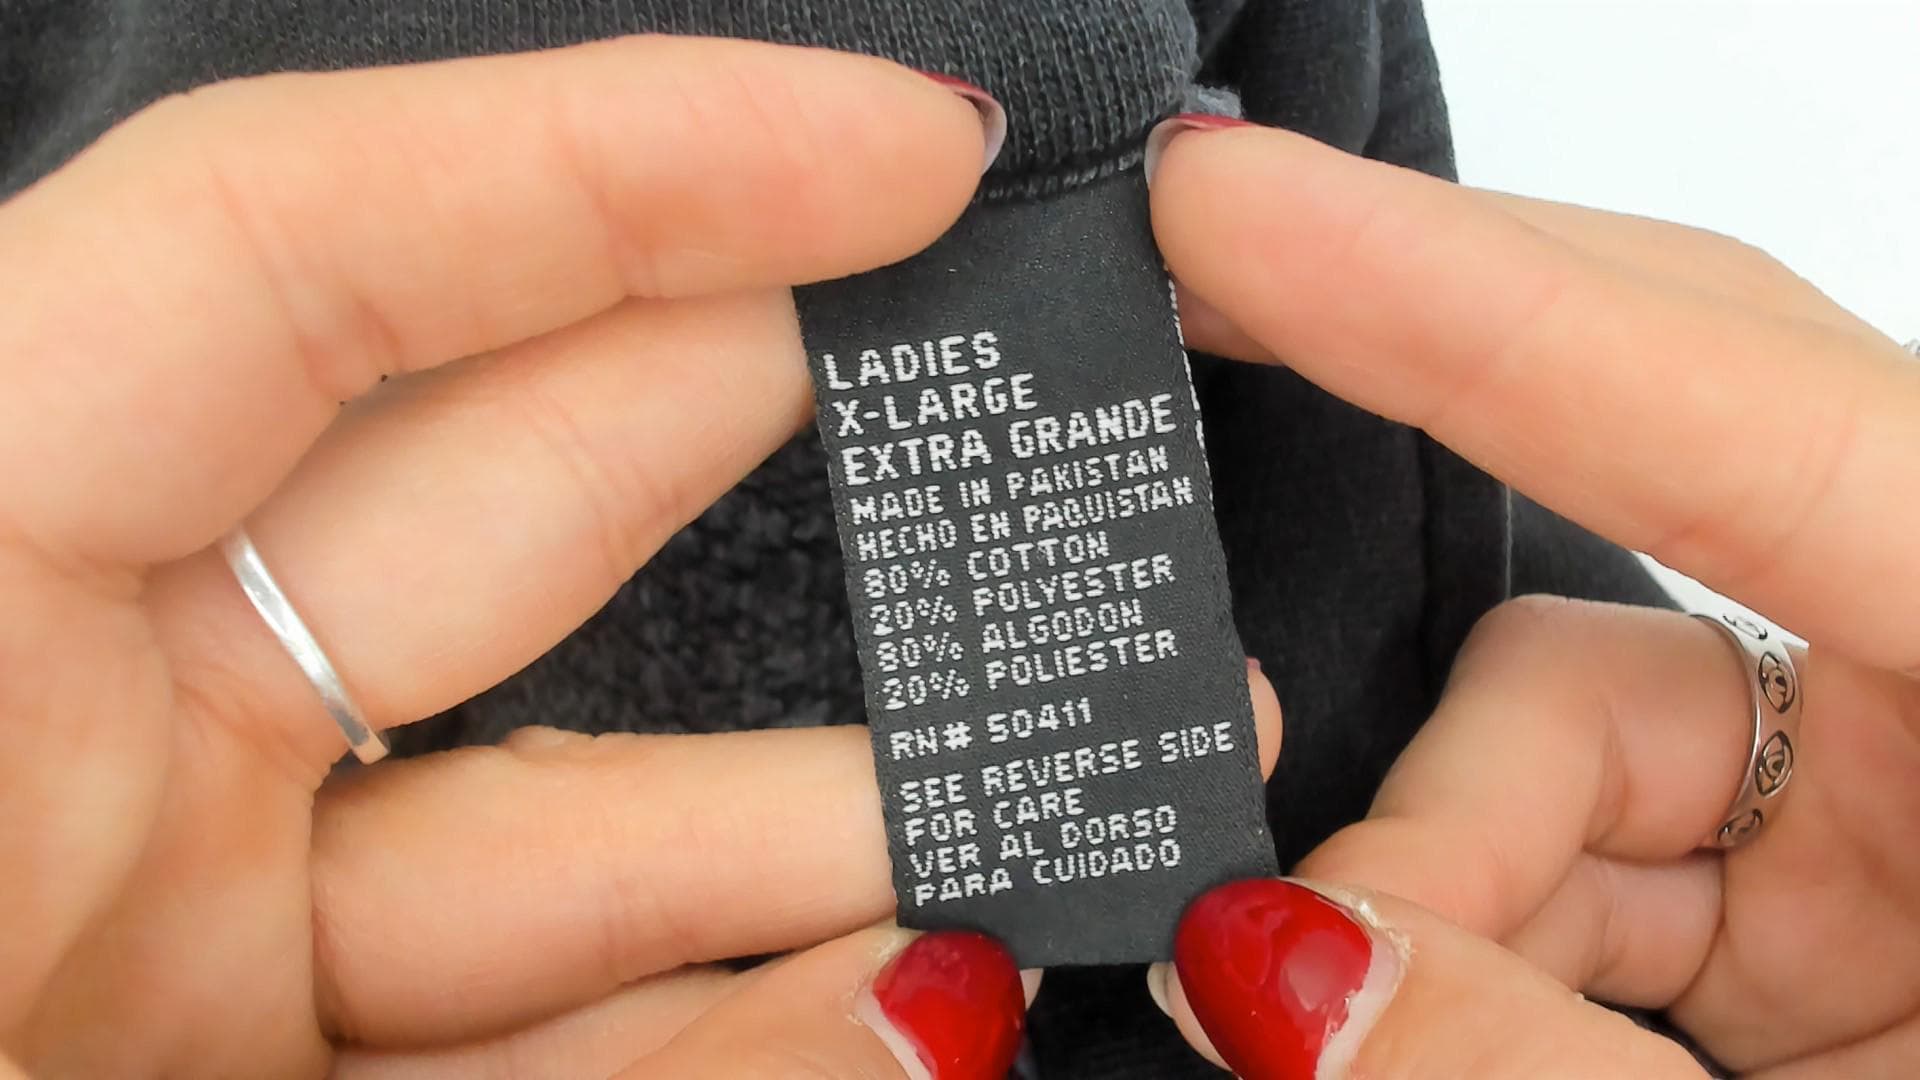 LADIES
X-LARGE
EXTRA GRANDE
MADE IN PAKISTAN
HECHO EN PAQUISTAN
80% COTTON
20% POLYESTER
80% ALGODON
20% POLIESTER
RN# 50411
SEE REVERSE SIDE
FOR CARE
VER AL DORSO
PARA CUIDADO